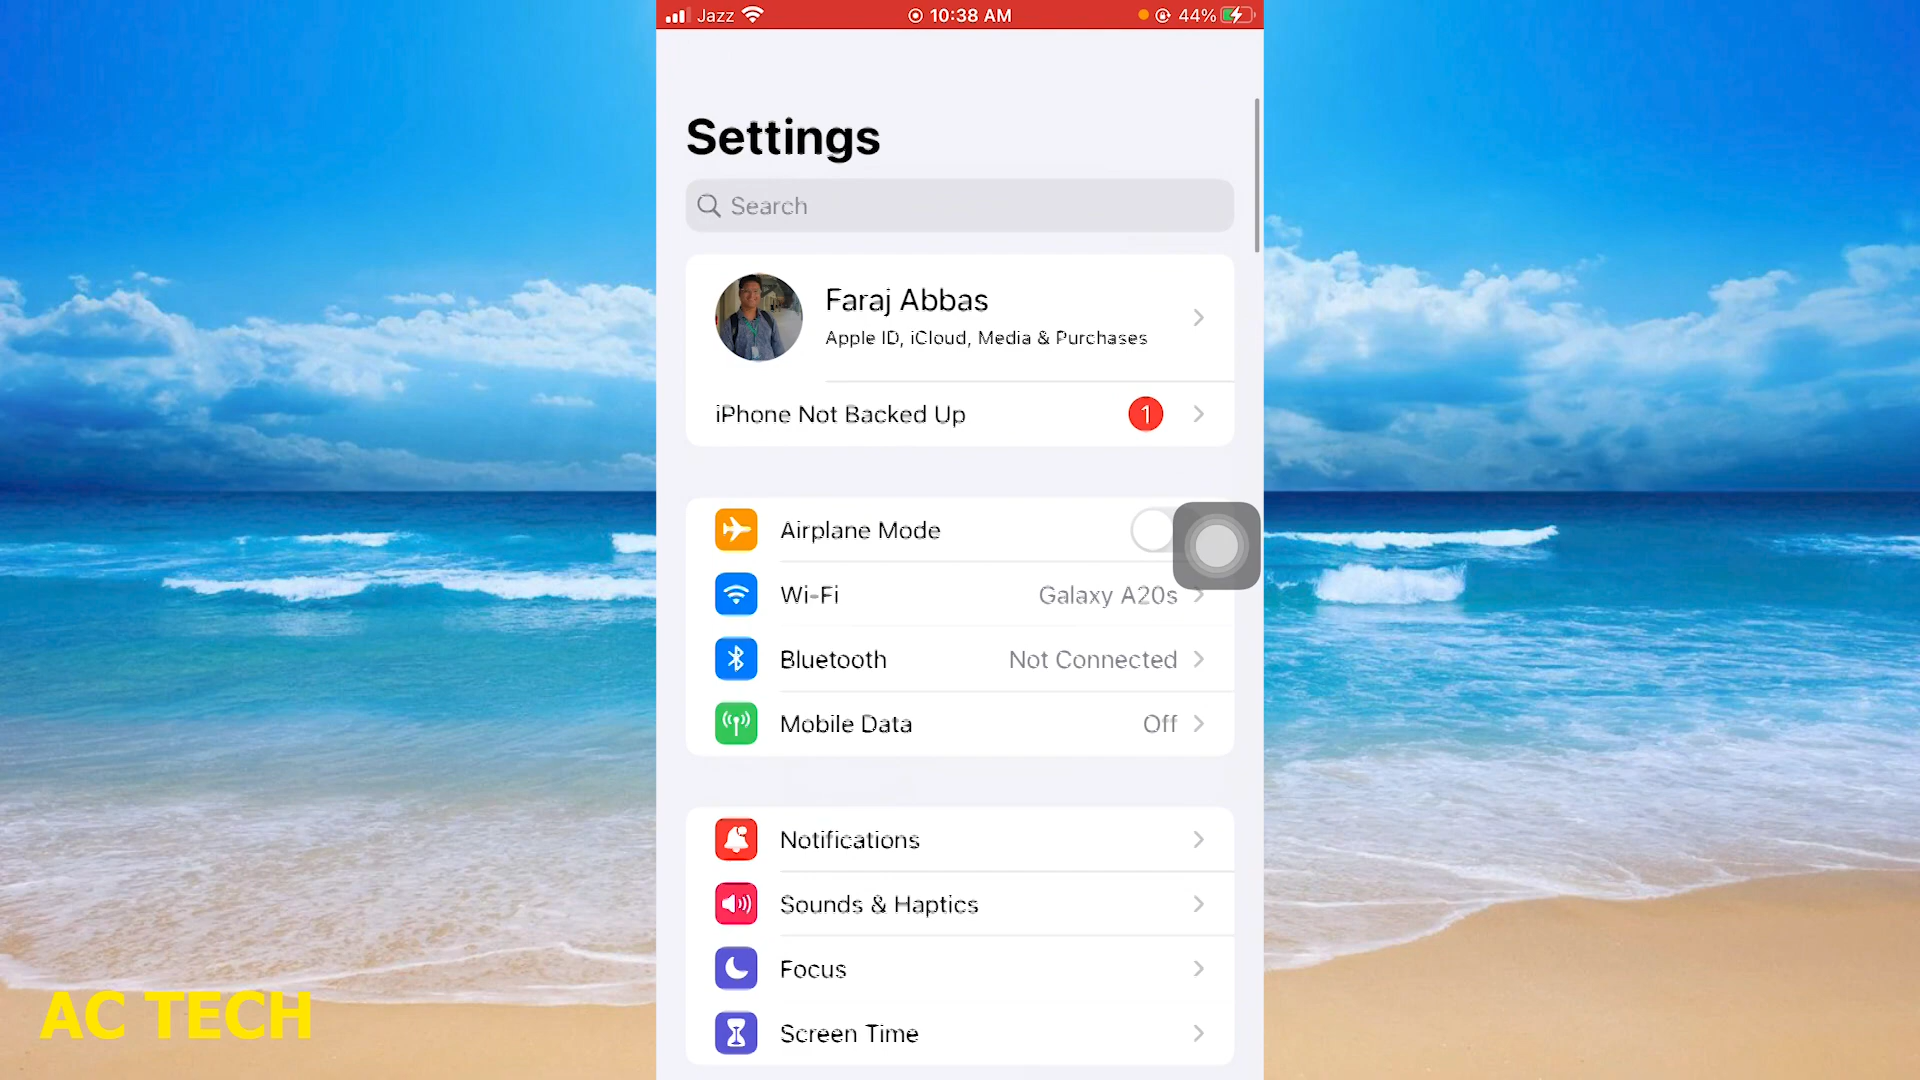 Jazz 10:38 AM 44%
Settings
Search
Faraj Abbas
Apple ID, iCloud, Media & Purchases
iPhone Not Backed Up 1
Airplane Mode
Wi-Fi Galaxy A20s
Bluetooth Not Connected
Mobile Data Off
Notifications
Sounds & Haptics
Focus
Screen Time
AC TECH